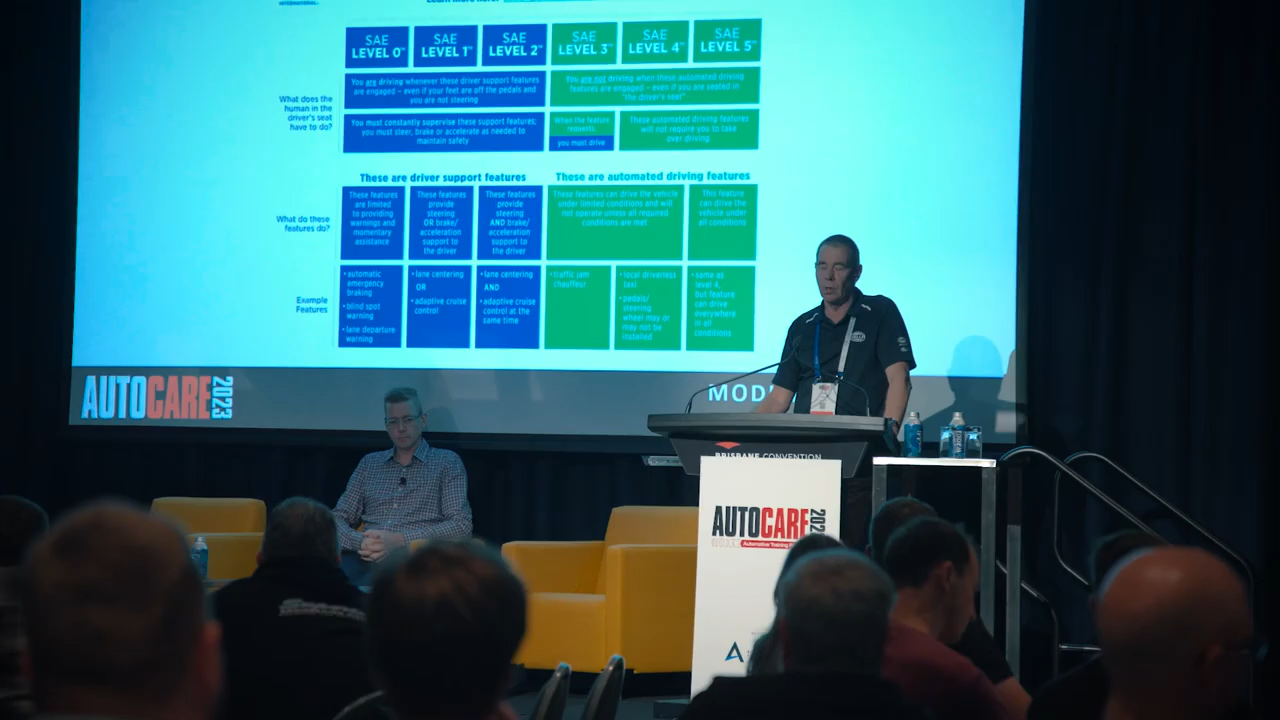 Learn more here:
SAE LEVEL 0™
SAE LEVEL 1™
SAE LEVEL 2™
SAE LEVEL 3™
SAE LEVEL 4™
SAE LEVEL 5™
What does the
human in the
driver's seat
have to do?
You are driving whenever these driver support features
are engaged – even if your feet are off the pedals and
you are not steering
You are not driving when these automated driving
features are engaged – even if you are seated in
"the driver's seat"
You must constantly supervise these support features;
you must steer, brake or accelerate as needed to
maintain safety
When the feature
requests,
you must drive
These automated driving features
will not require you to take
over driving
These are driver support features
These are automated driving features
What do these
features do?
These features
are limited
to providing
warnings and
momentary
assistance
These features
provide
steering
OR brake/
acceleration
support to
the driver
These features
provide
steering
AND brake/
acceleration
support to
the driver
These features can drive the vehicle
under limited conditions and will
not operate unless all required
conditions are met
This feature
can drive the
vehicle under
all conditions
Example
Features
• automatic
emergency
braking
• blind spot
warning
• lane departure
warning
• lane centering
OR
• adaptive cruise
control
• lane centering
AND
• adaptive cruise
control at the
same time
• traffic jam
chauffeur
• local driverless
taxi
• pedals/
steering
wheel may or
may not be
installed
• same as
level 4,
but feature
can drive
everywhere
in all
conditions
AUTOCARE 2023
MOD
BRISBANE CONVENTION
AUTOCARE 202
Automotive Training